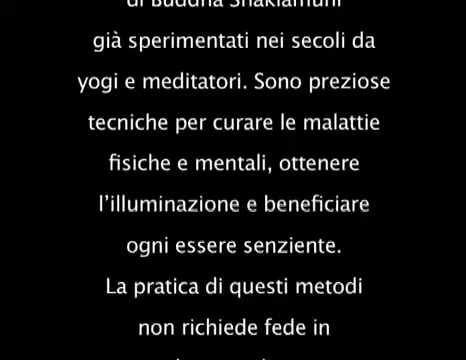 di Buddha Shakiamuni
già sperimentati nei secoli da
yogi e meditatori. Sono preziose
tecniche per curare le malattie
fisiche e mentali, ottenere
l’illuminazione e beneficiare
ogni essere senziente.
La pratica di questi metodi
non richiede fede in